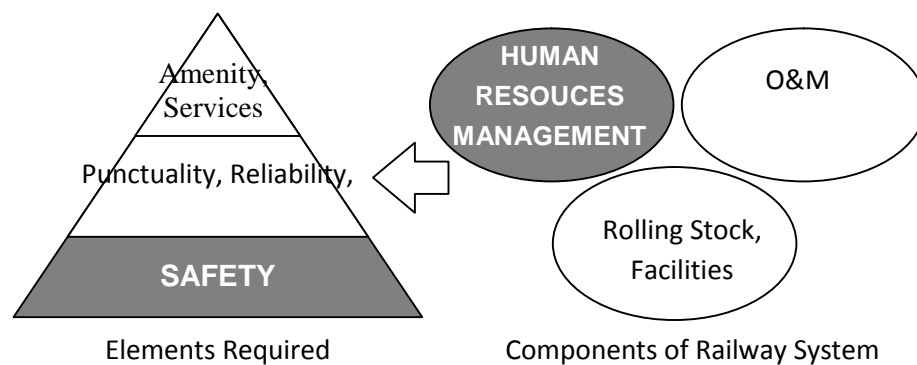 Amenity,
Services
Punctuality, Reliability,
SAFETY
Elements Required
HUMAN
RESOUCES
MANAGEMENT
O&M
Rolling Stock,
Facilities
Components of Railway System